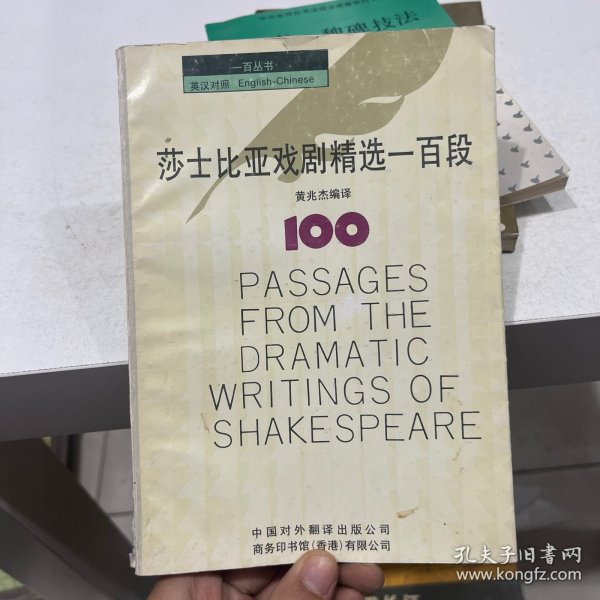 一百丛书
英汉对照 English-Chinese
莎士比亚戏剧精选一百段
黄兆杰编译
100
PASSAGES
FROM THE
DRAMATIC
WRITINGS OF
SHAKESPEARE
中国对外翻译出版公司
商务印书馆(香港)有限公司
孔夫子旧书网
www.kongfz.com